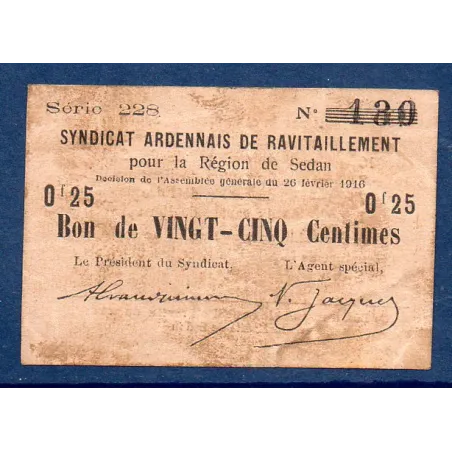 Série 228 N° 130
SYNDICAT ARDENNAIS DE RAVITAILLEMENT
pour la Région de Sedan
Décision de l'Assemblée générale du 26 février 1916
0f25 0f25
Bon de VINGT-CINQ Centimes
Le Président du Syndicat, L'Agent spécial,